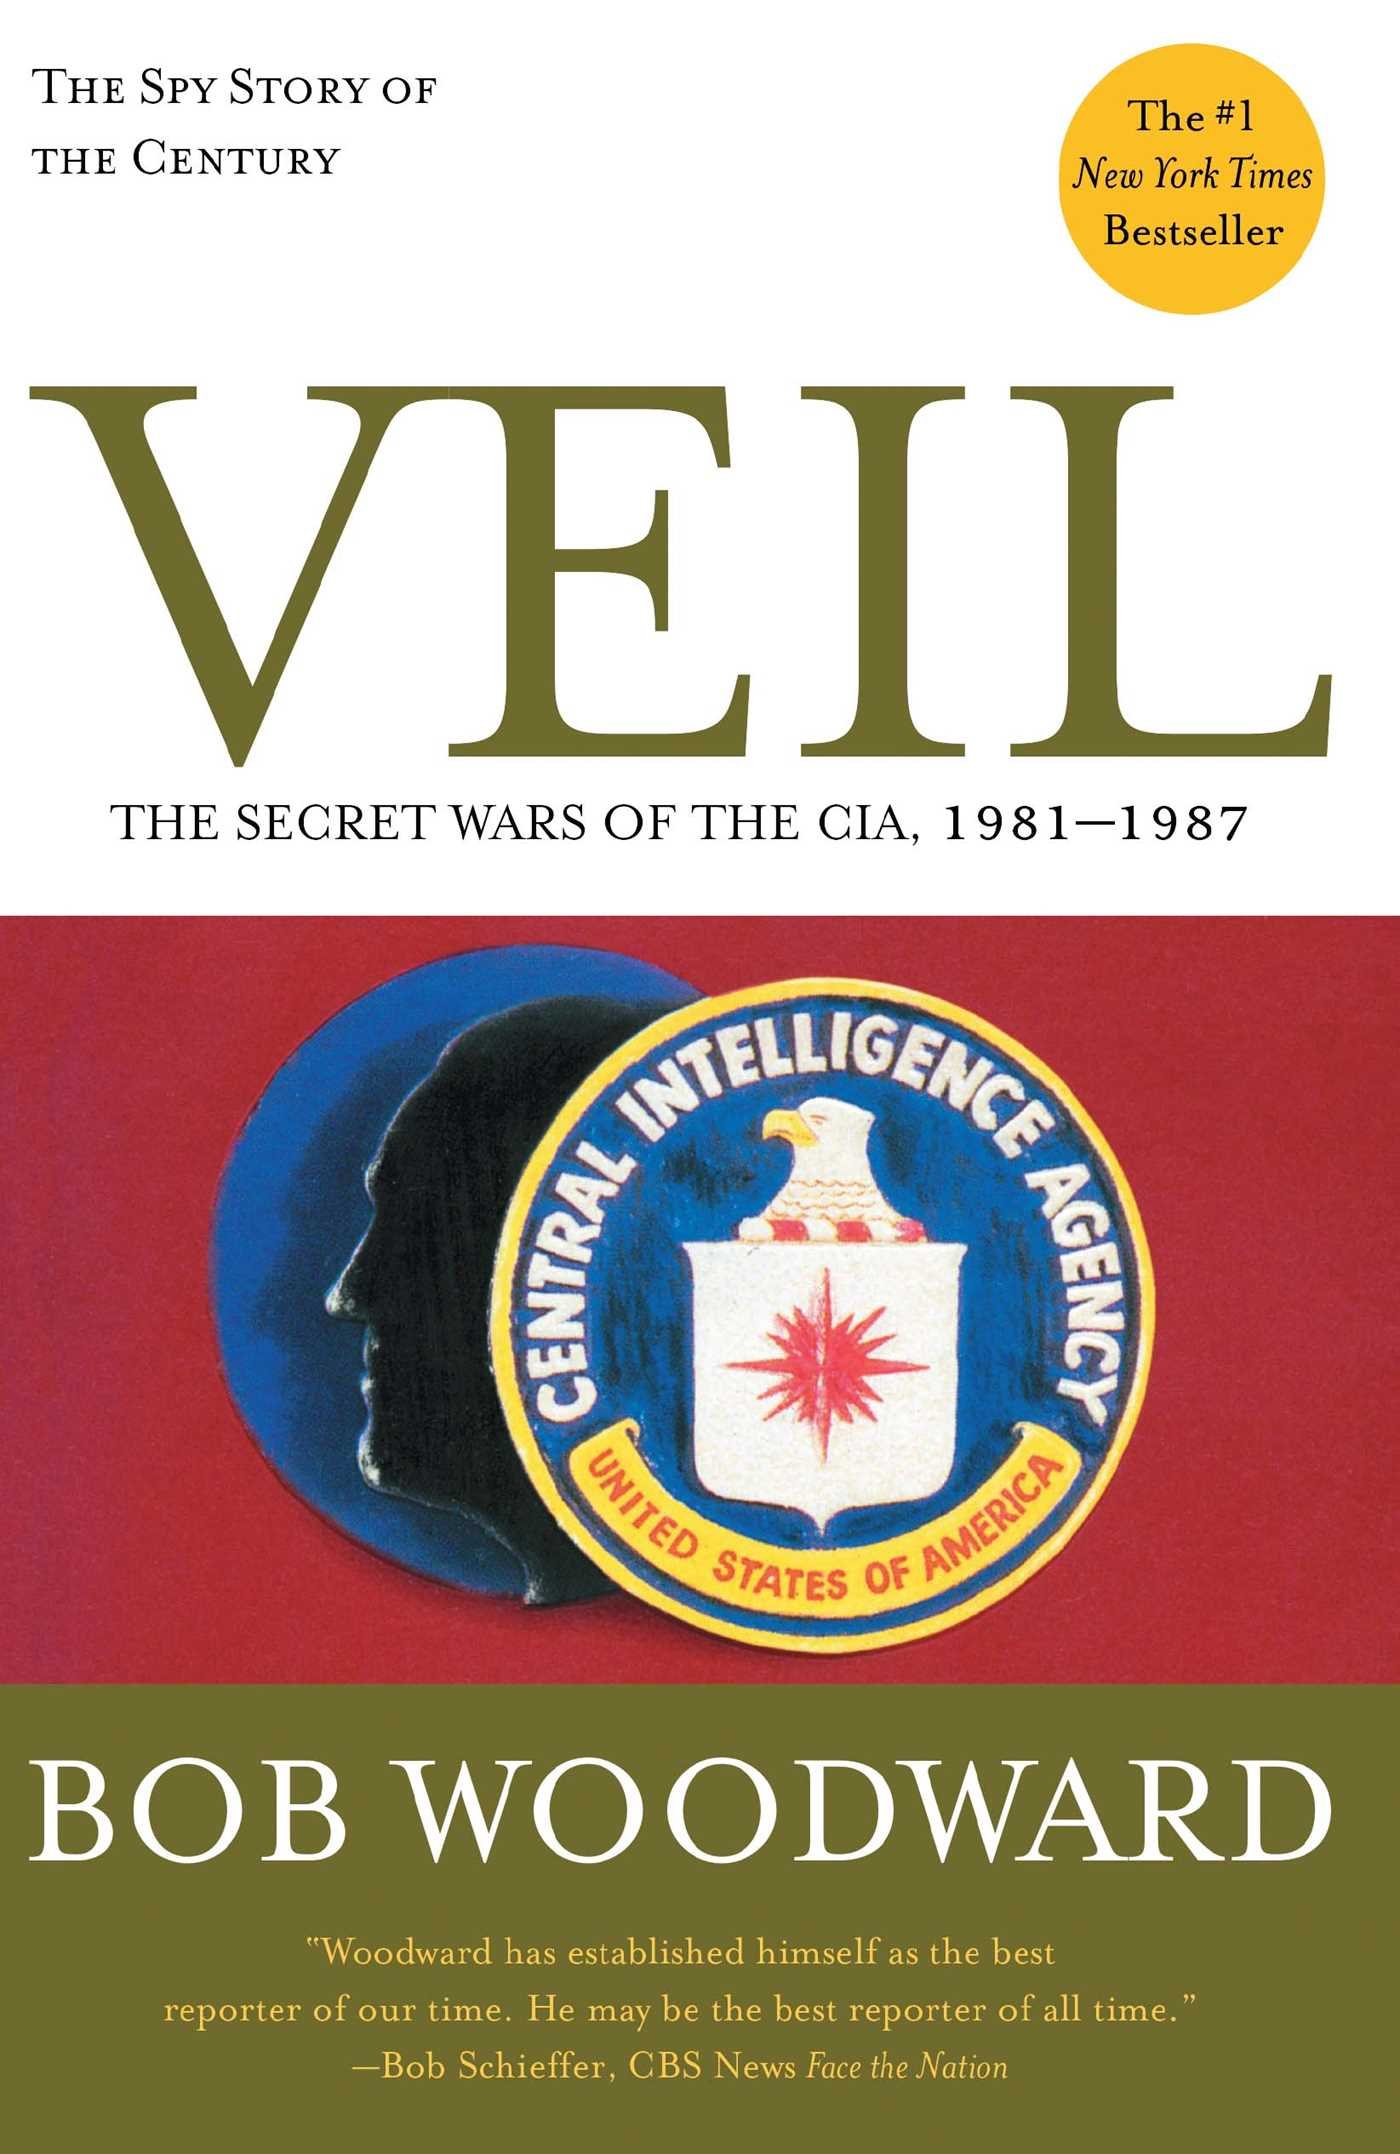 The Spy Story of
the Century
The #1
New York Times
Bestseller
VEIL
THE SECRET WARS OF THE CIA, 1981–1987
CENTRAL INTELLIGENCE AGENCY
UNITED STATES OF AMERICA
BOB WOODWARD
“Woodward has established himself as the best
reporter of our time. He may be the best reporter of all time.”
—Bob Schieffer, CBS News Face the Nation